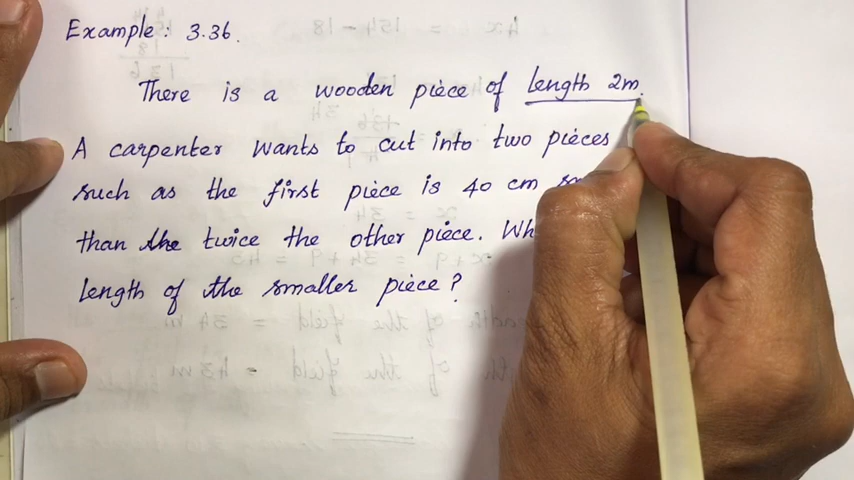 Example : 3.36.
There is a wooden piece of length 2m.
A carpenter wants to cut into two pieces
such as the first piece is 40 cm
than the twice the other piece.
length of the smaller piece?